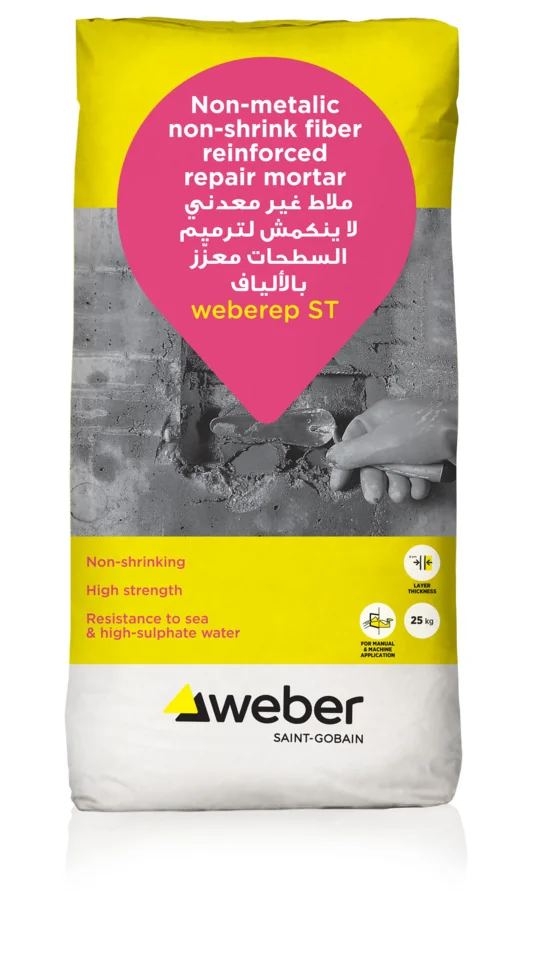 Non-metalic
non-shrink fiber
reinforced
repair mortar
ملاط غير معدني
لا ينكمش لترميم
السطحات معزّز
بالألياف
weberep ST
Non-shrinking
High strength
Resistance to sea
& high-sulphate water
LAYER
THICKNESS
FOR MANUAL
& MACHINE
APPLICATION
25 kg
weber
SAINT-GOBAIN